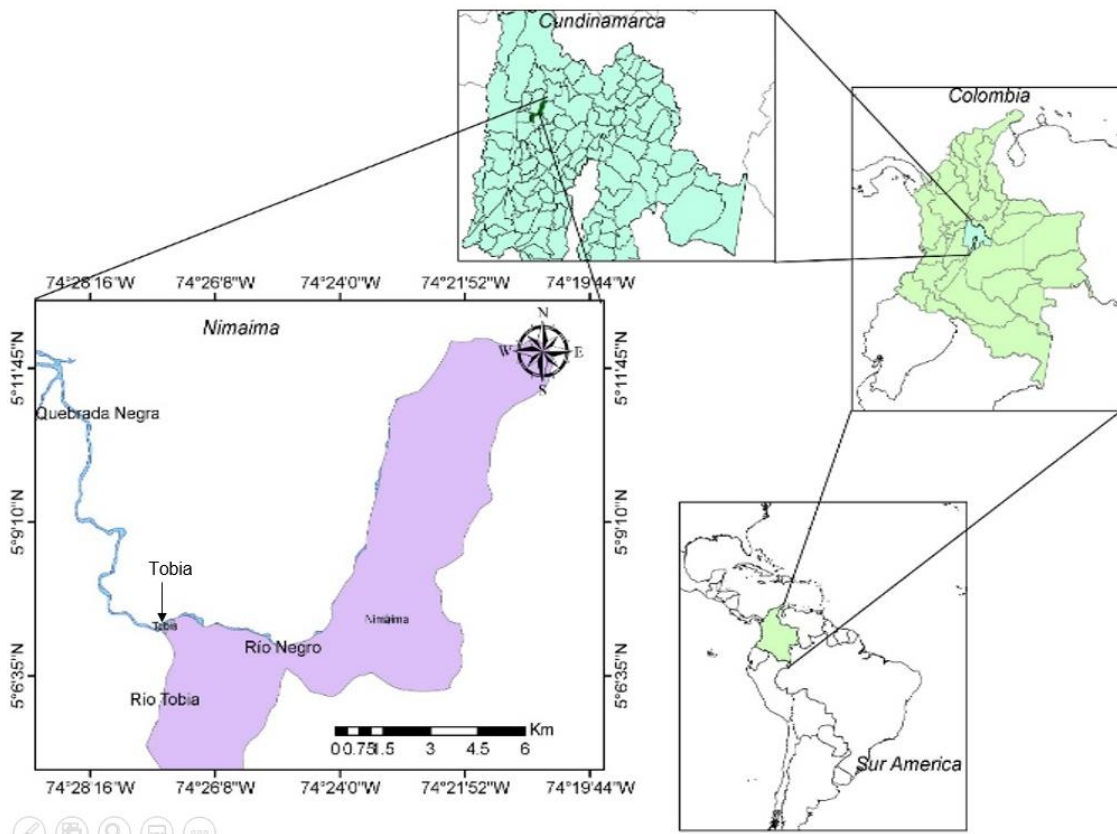 Cundinamarca
Colombia
74°28'16"W 74°26'8"W 74°24'0"W 74°21'52"W 74°19'44"W
Nimaima
N
W E
S
5°11'45"N 5°11'45"N
Quebrada Negra
5°9'10"N 5°9'10"N
Tobia
Tobia
Nimaima
Río Negro
5°6'35"N 5°6'35"N
Río Tobia
Km
0 0.75 1.5 3 4.5 6
74°28'16"W 74°26'8"W 74°24'0"W 74°21'52"W 74°19'44"W
Sur America